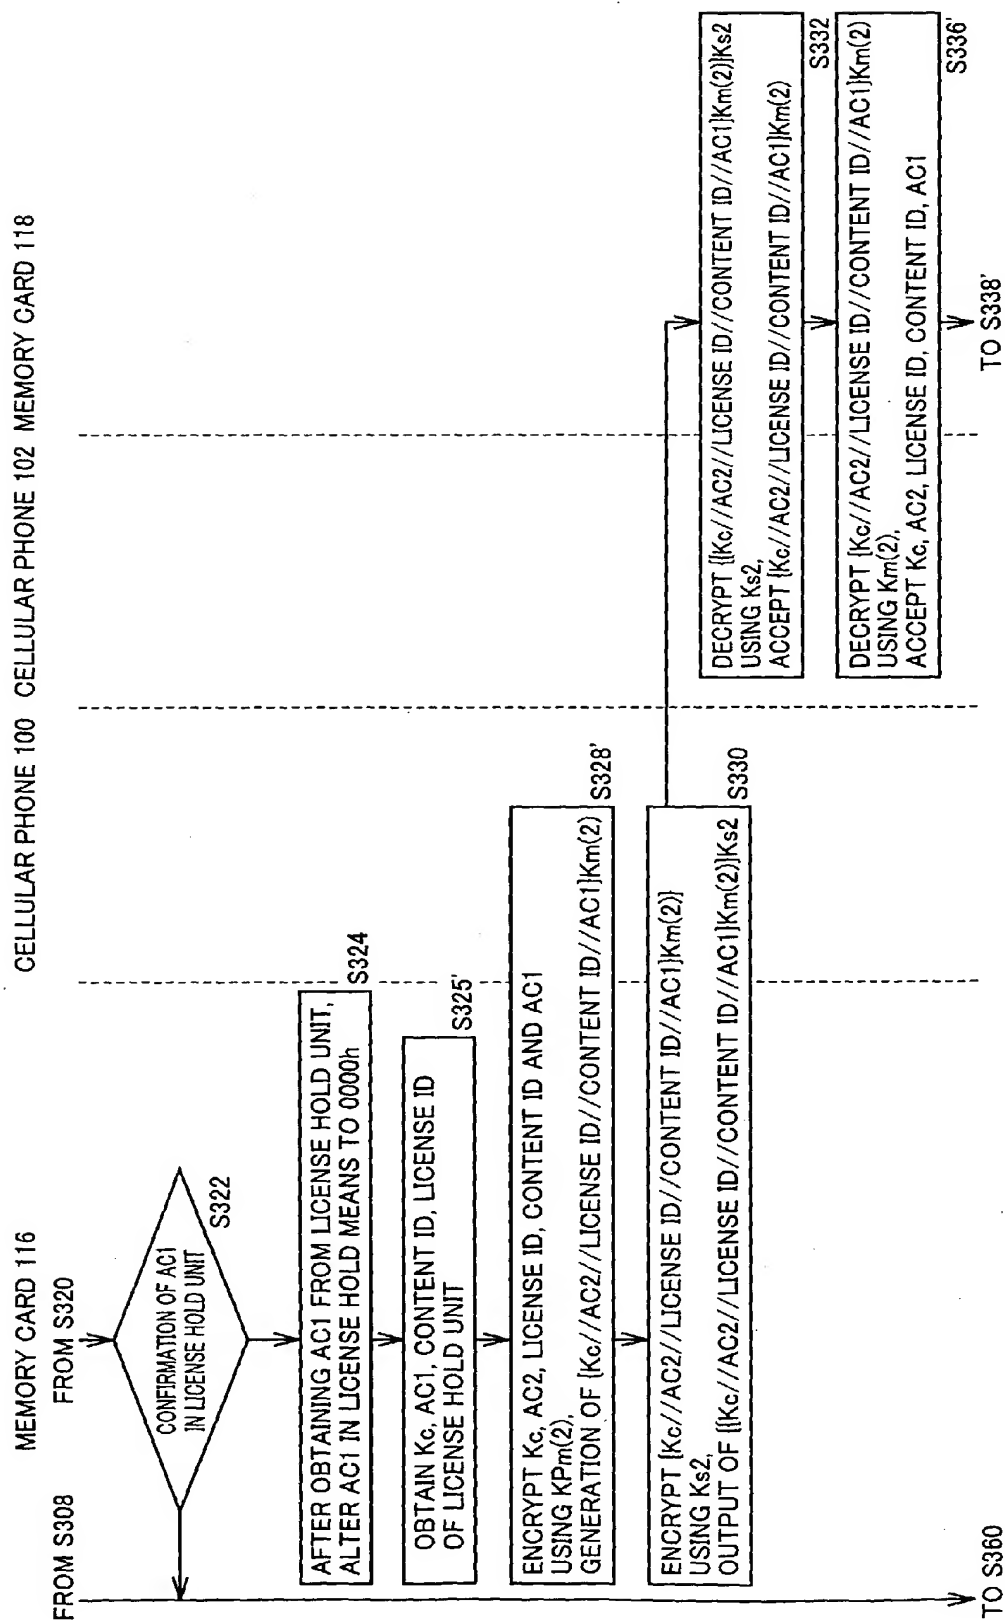 MEMORY CARD 116
CELLULAR PHONE 100
CELLULAR PHONE 102
MEMORY CARD 118
FROM S308
FROM S320
CONFIRMATION OF AC1
IN LICENSE HOLD UNIT
S322
AFTER OBTAINING AC1 FROM LICENSE HOLD UNIT,
ALTER AC1 IN LICENSE HOLD MEANS TO 0000h
S324
OBTAIN Kc, AC1, CONTENT ID, LICENSE ID
OF LICENSE HOLD UNIT
S325'
ENCRYPT Kc, AC2, LICENSE ID, CONTENT ID AND AC1
USING KPm(2),
GENERATION OF {Kc//AC2//LICENSE ID//CONTENT ID//AC1}Km(2)
S328'
ENCRYPT {Kc//AC2//LICENSE ID//CONTENT ID//AC1}Km(2)}
USING Ks2,
OUTPUT OF {{Kc//AC2//LICENSE ID//CONTENT ID//AC1}Km(2)}Ks2
S330
DECRYPT {{Kc//AC2//LICENSE ID//CONTENT ID//AC1}Km(2)}Ks2
USING Ks2,
ACCEPT {Kc//AC2//LICENSE ID//CONTENT ID//AC1}Km(2)
S332
DECRYPT {Kc//AC2//LICENSE ID//CONTENT ID//AC1}Km(2)
USING Km(2),
ACCEPT Kc, AC2, LICENSE ID, CONTENT ID, AC1
S336'
TO S360
TO S338'